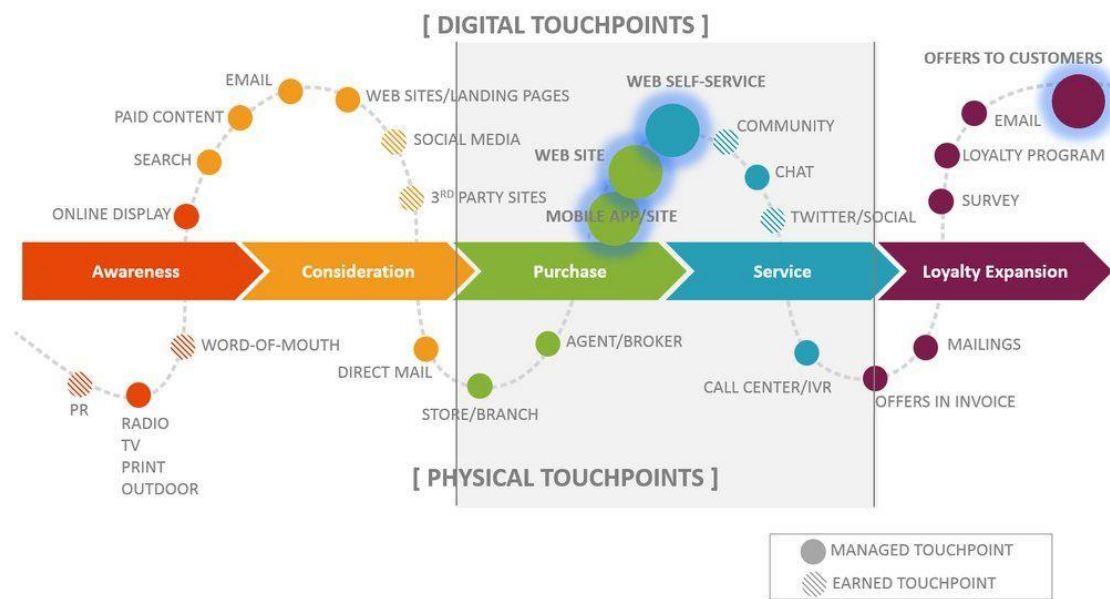 [ DIGITAL TOUCHPOINTS ]
OFFERS TO CUSTOMERS
EMAIL
WEB SELF-SERVICE
WEB SITES/LANDING PAGES
PAID CONTENT
EMAIL
COMMUNITY
SOCIAL MEDIA
SEARCH
WEB SITE
LOYALTY PROGRAM
CHAT
3RD PARTY SITES
SURVEY
ONLINE DISPLAY
MOBILE APP/SITE
TWITTER/SOCIAL
Awareness
Consideration
Purchase
Service
Loyalty Expansion
WORD-OF-MOUTH
AGENT/BROKER
MAILINGS
DIRECT MAIL
CALL CENTER/IVR
PR
STORE/BRANCH
OFFERS IN INVOICE
RADIO
TV
PRINT
OUTDOOR
[ PHYSICAL TOUCHPOINTS ]
MANAGED TOUCHPOINT
EARNED TOUCHPOINT